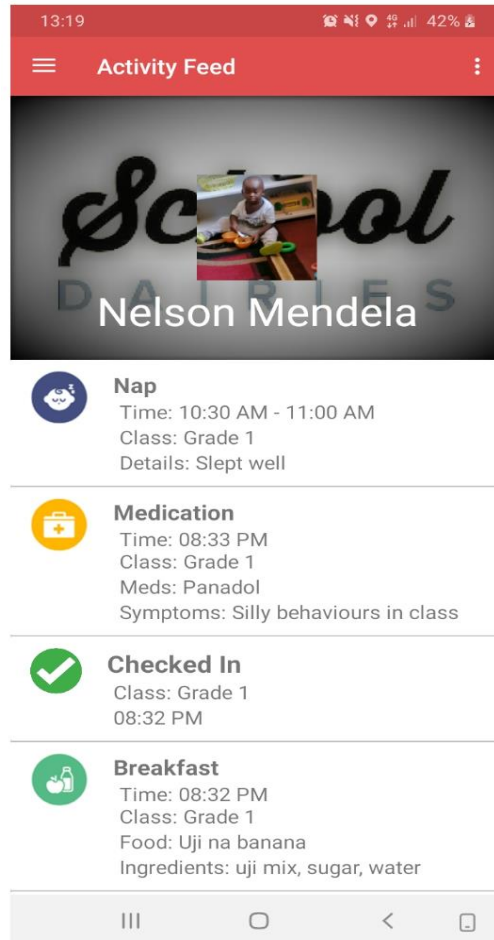 13:19
4G
42%
Activity Feed
School
DAIRIES
Nelson Mendela
Nap
Time: 10:30 AM - 11:00 AM
Class: Grade 1
Details: Slept well
Medication
Time: 08:33 PM
Class: Grade 1
Meds: Panadol
Symptoms: Silly behaviours in class
Checked In
Class: Grade 1
08:32 PM
Breakfast
Time: 08:32 PM
Class: Grade 1
Food: Uji na banana
Ingredients: uji mix, sugar, water